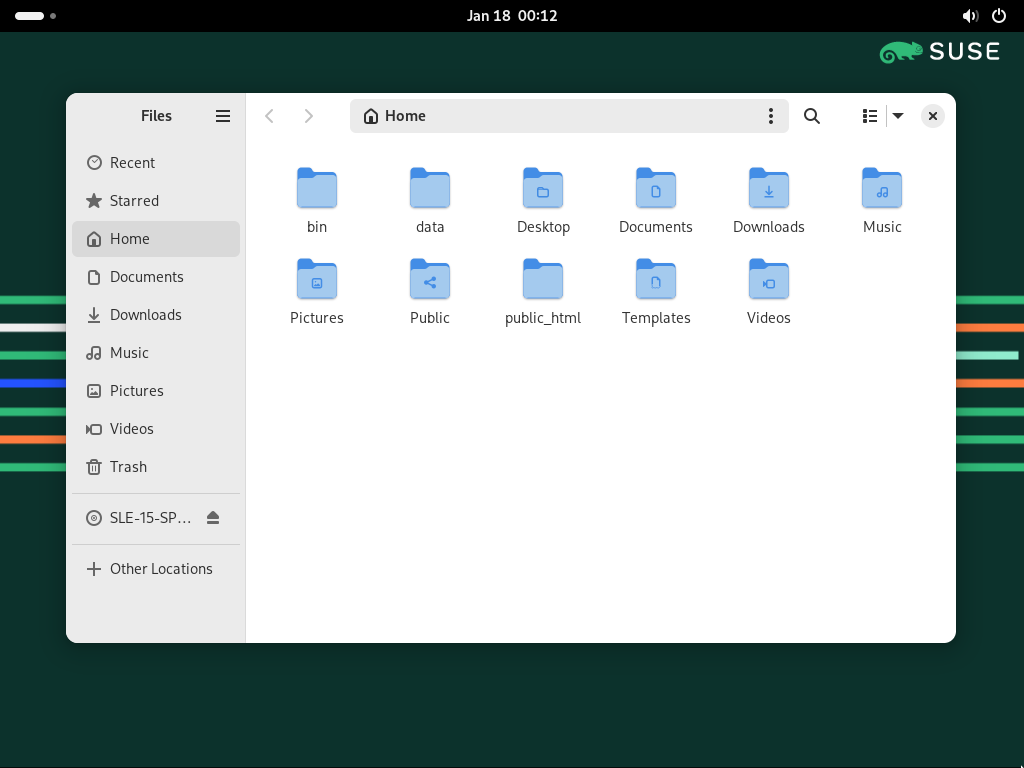 Jan 18 00:12
SUSE
Files
Home
Recent
Starred
Home
Documents
Downloads
Music
Pictures
Videos
Trash
SLE-15-SP...
Other Locations
bin
data
Desktop
Documents
Downloads
Music
Pictures
Public
public_html
Templates
Videos